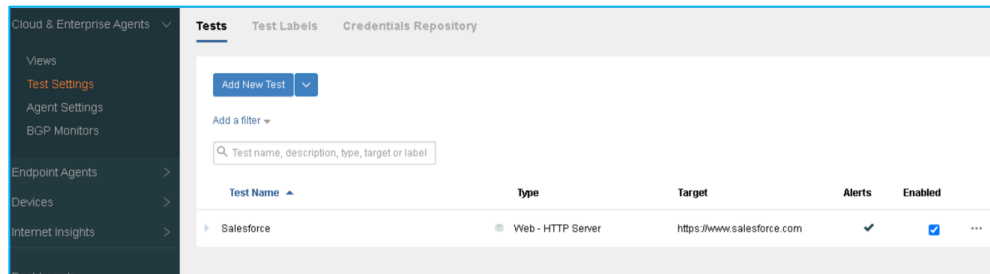 Cloud & Enterprise Agents
Views
Test Settings
Agent Settings
BGP Monitors
Endpoint Agents
Devices
Internet Insights
Tests Test Labels Credentials Repository
Add New Test
Add a filter
Test name, description, type, target or label
Test Name Type Target Alerts Enabled
Salesforce Web - HTTP Server https://www.salesforce.com